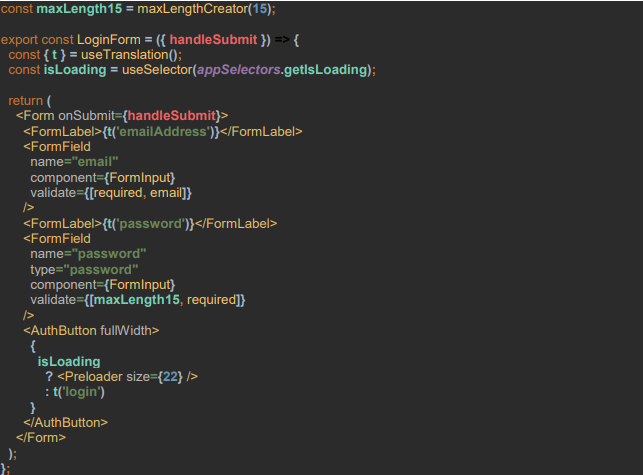 const maxLength15 = maxLengthCreator(15);
export const LoginForm = ({ handleSubmit }) => {
const { t } = useTranslation();
const isLoading = useSelector(appSelectors.getIsLoading);
return (
<Form onSubmit={handleSubmit}>
<FormLabel>{t('emailAddress')}</FormLabel>
<FormField
name="email"
component={FormInput}
validate={[required, email]}
/>
<FormLabel>{t('password')}</FormLabel>
<FormField
name="password"
type="password"
component={FormInput}
validate={[maxLength15, required]}
/>
<AuthButton fullWidth>
{
isLoading
? <Preloader size={22} />
: t('login')
}
</AuthButton>
</Form>
);
};